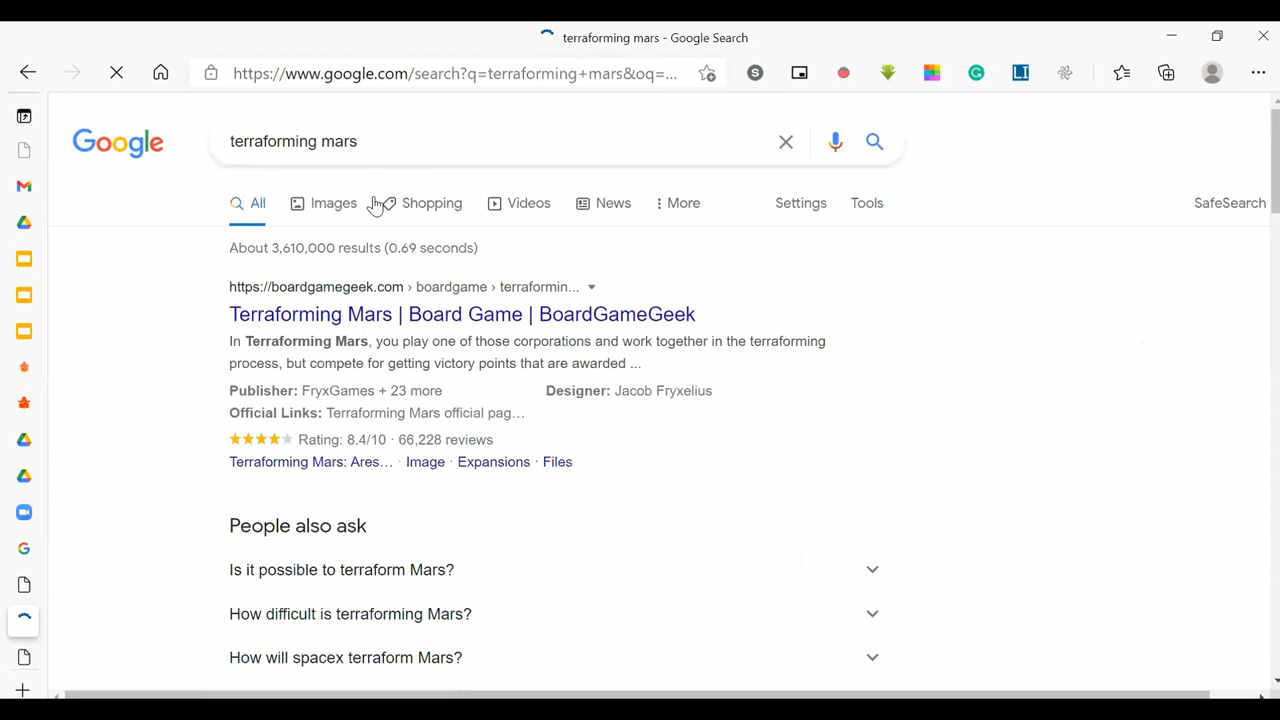 terraforming mars - Google Search
https://www.google.com/search?q=terraforming+mars&oq=...
Google
terraforming mars
All Images Shopping Videos News More Settings Tools SafeSearch
About 3,610,000 results (0.69 seconds)
https://boardgamegeek.com › boardgame › terraformin...
Terraforming Mars | Board Game | BoardGameGeek
In Terraforming Mars, you play one of those corporations and work together in the terraforming
process, but compete for getting victory points that are awarded ...
Publisher: FryxGames + 23 more Designer: Jacob Fryxelius
Official Links: Terraforming Mars official pag...
Rating: 8.4/10 · 66,228 reviews
Terraforming Mars: Ares... · Image · Expansions · Files
People also ask
Is it possible to terraform Mars?
How difficult is terraforming Mars?
How will spacex terraform Mars?